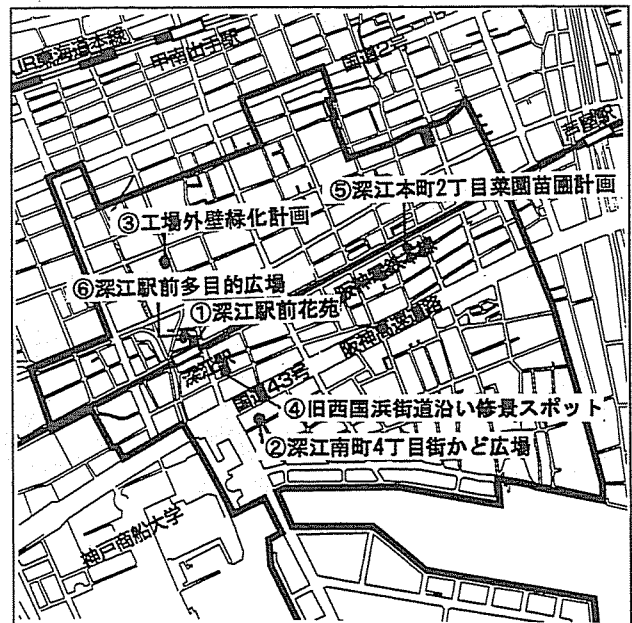 JR東海道本線
甲南山手駅
国道2号
芦屋駅
⑤深江本町2丁目菜園苗圃計画
③工場外壁緑化計画
⑥深江駅前多目的広場
①深江駅前花苑
阪神電鉄本線
阪神高速道路
深江駅
国道43号
④旧西国浜街道沿い修景スポット
②深江南町4丁目街かど広場
神戸商船大学